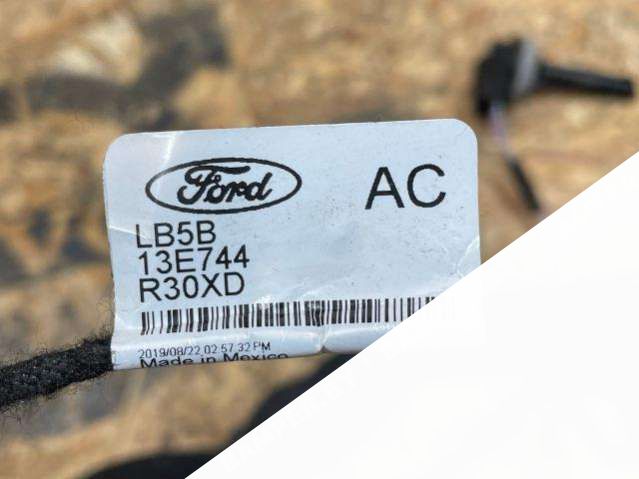 Ford AC
LB5B
13E744
R30XD
2019/08/22 02:57:32 PM
Made in Mexico